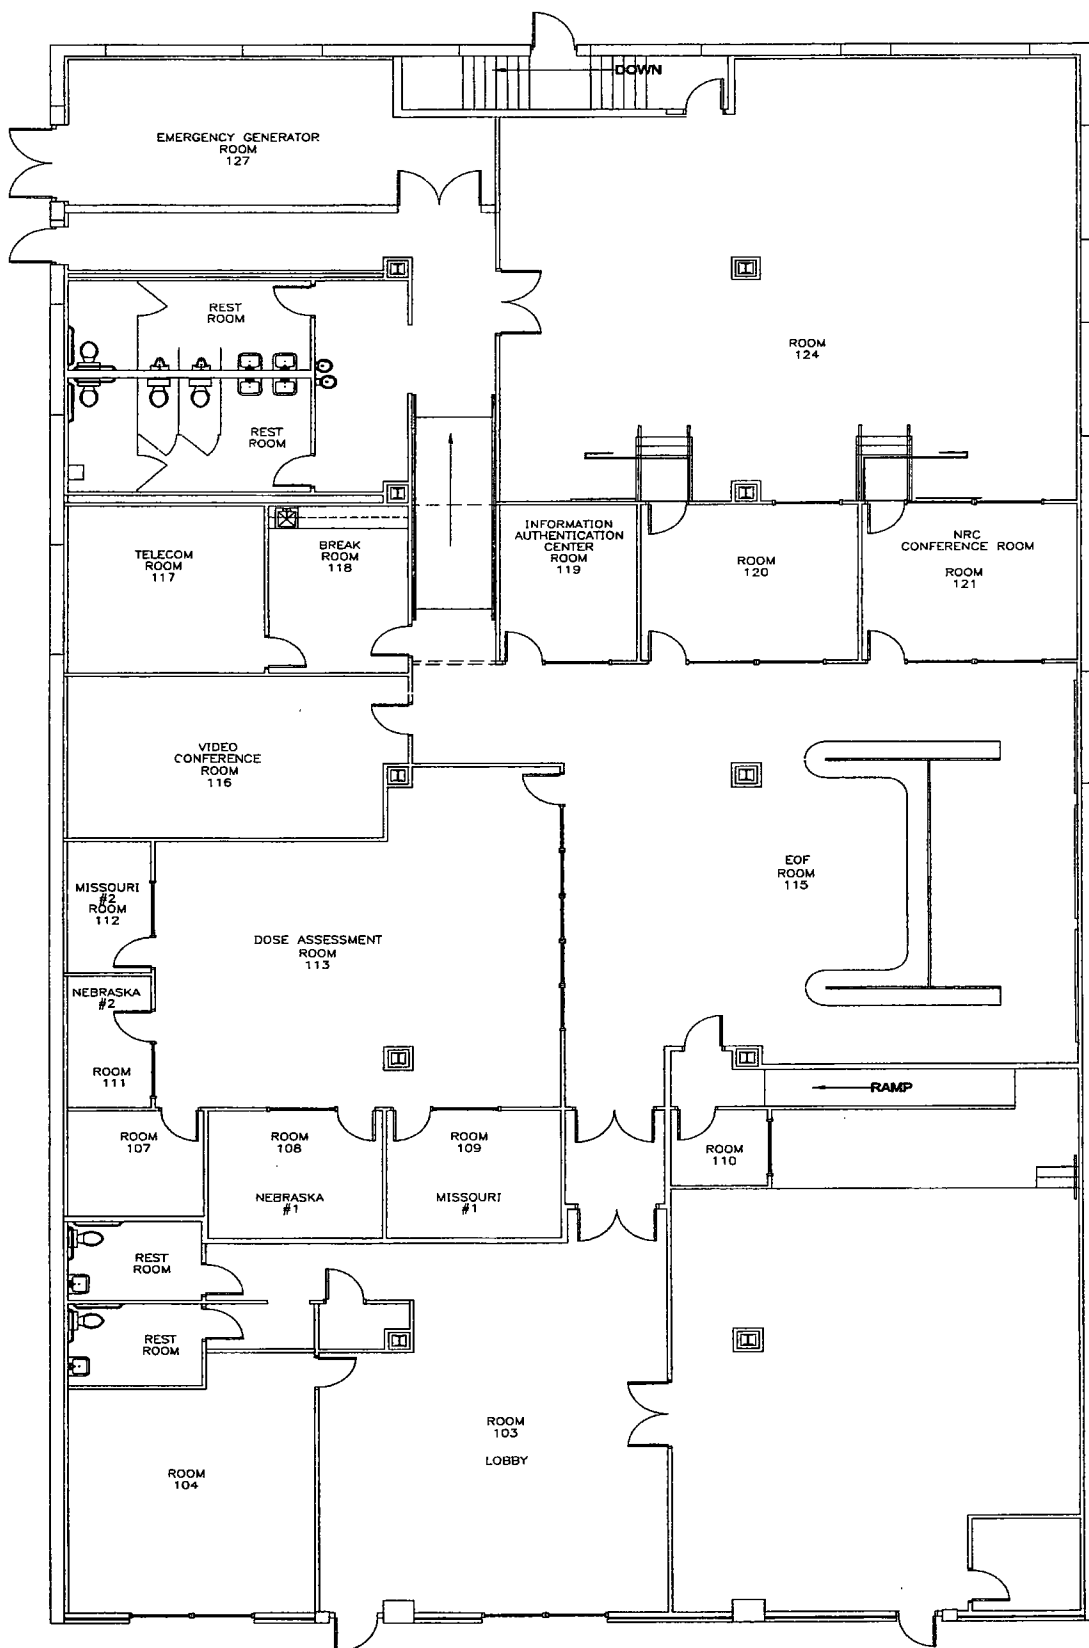 DOWN
EMERGENCY GENERATOR
ROOM
127
REST
ROOM
ROOM
124
REST
ROOM
TELECOM
ROOM
117
BREAK
ROOM
118
INFORMATION
AUTHENTICATION
CENTER
ROOM
119
ROOM
120
NRC
CONFERENCE ROOM
ROOM
121
VIDEO
CONFERENCE
ROOM
116
EOF
ROOM
115
MISSOURI
#2
ROOM
112
DOSE ASSESSMENT
ROOM
113
NEBRASKA
#2
ROOM
111
RAMP
ROOM
107
ROOM
108
NEBRASKA
#1
ROOM
109
MISSOURI
#1
ROOM
110
REST
ROOM
REST
ROOM
ROOM
103
LOBBY
ROOM
104